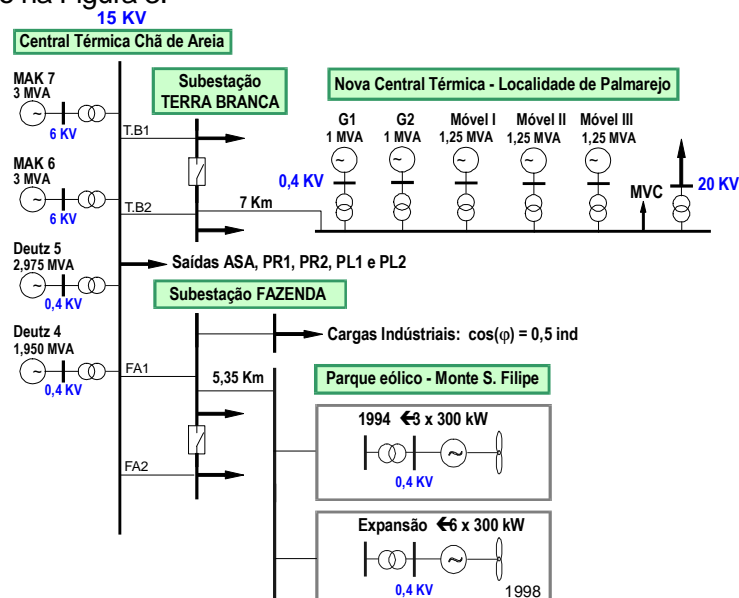 15 KV
Central Térmica Chã de Areia
MAK 7
3 MVA
6 KV
T.B1
MAK 6
3 MVA
6 KV
T.B2
Deutz 5
2,975 MVA
0,4 KV
Deutz 4
1,950 MVA
0,4 KV
FA1
FA2
Subestação
TERRA BRANCA
7 Km
Nova Central Térmica - Localidade de Palmarejo
G1
1 MVA
G2
1 MVA
Móvel I
1,25 MVA
Móvel II
1,25 MVA
Móvel III
1,25 MVA
0,4 KV
MVC
20 KV
Saídas ASA, PR1, PR2, PL1 e PL2
Subestação FAZENDA
Cargas Indústriais: cos(φ) = 0,5 ind
5,35 Km
Parque eólico - Monte S. Filipe
1994 ←3 x 300 kW
0,4 KV
Expansão ←6 x 300 kW
0,4 KV
1998